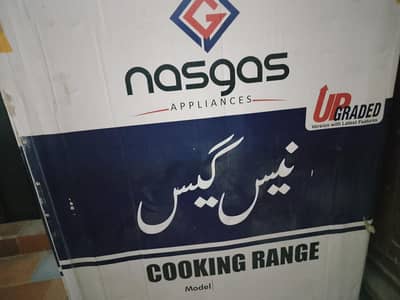 nasgas
APPLIANCES
UPGRADED
Version with Latest Features
نیس گیس
COOKING RANGE
Model